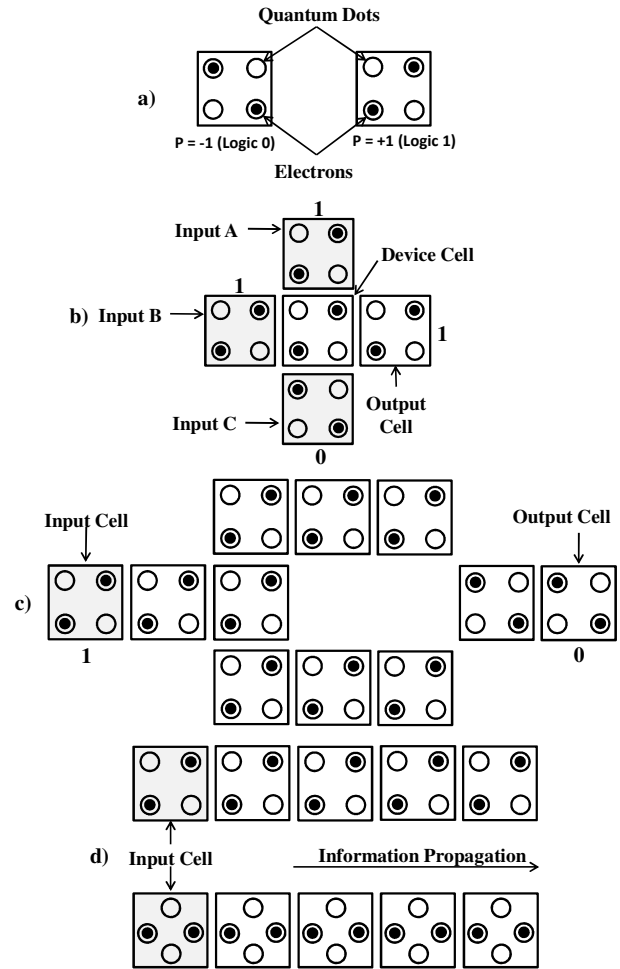 Quantum Dots
a)
P = -1 (Logic 0)
P = +1 (Logic 1)
Electrons
1
Input A
Device Cell
1
b) Input B
1
Input C
Output
Cell
0
Input Cell
Output Cell
c)
1
0
d)
Input Cell
Information Propagation